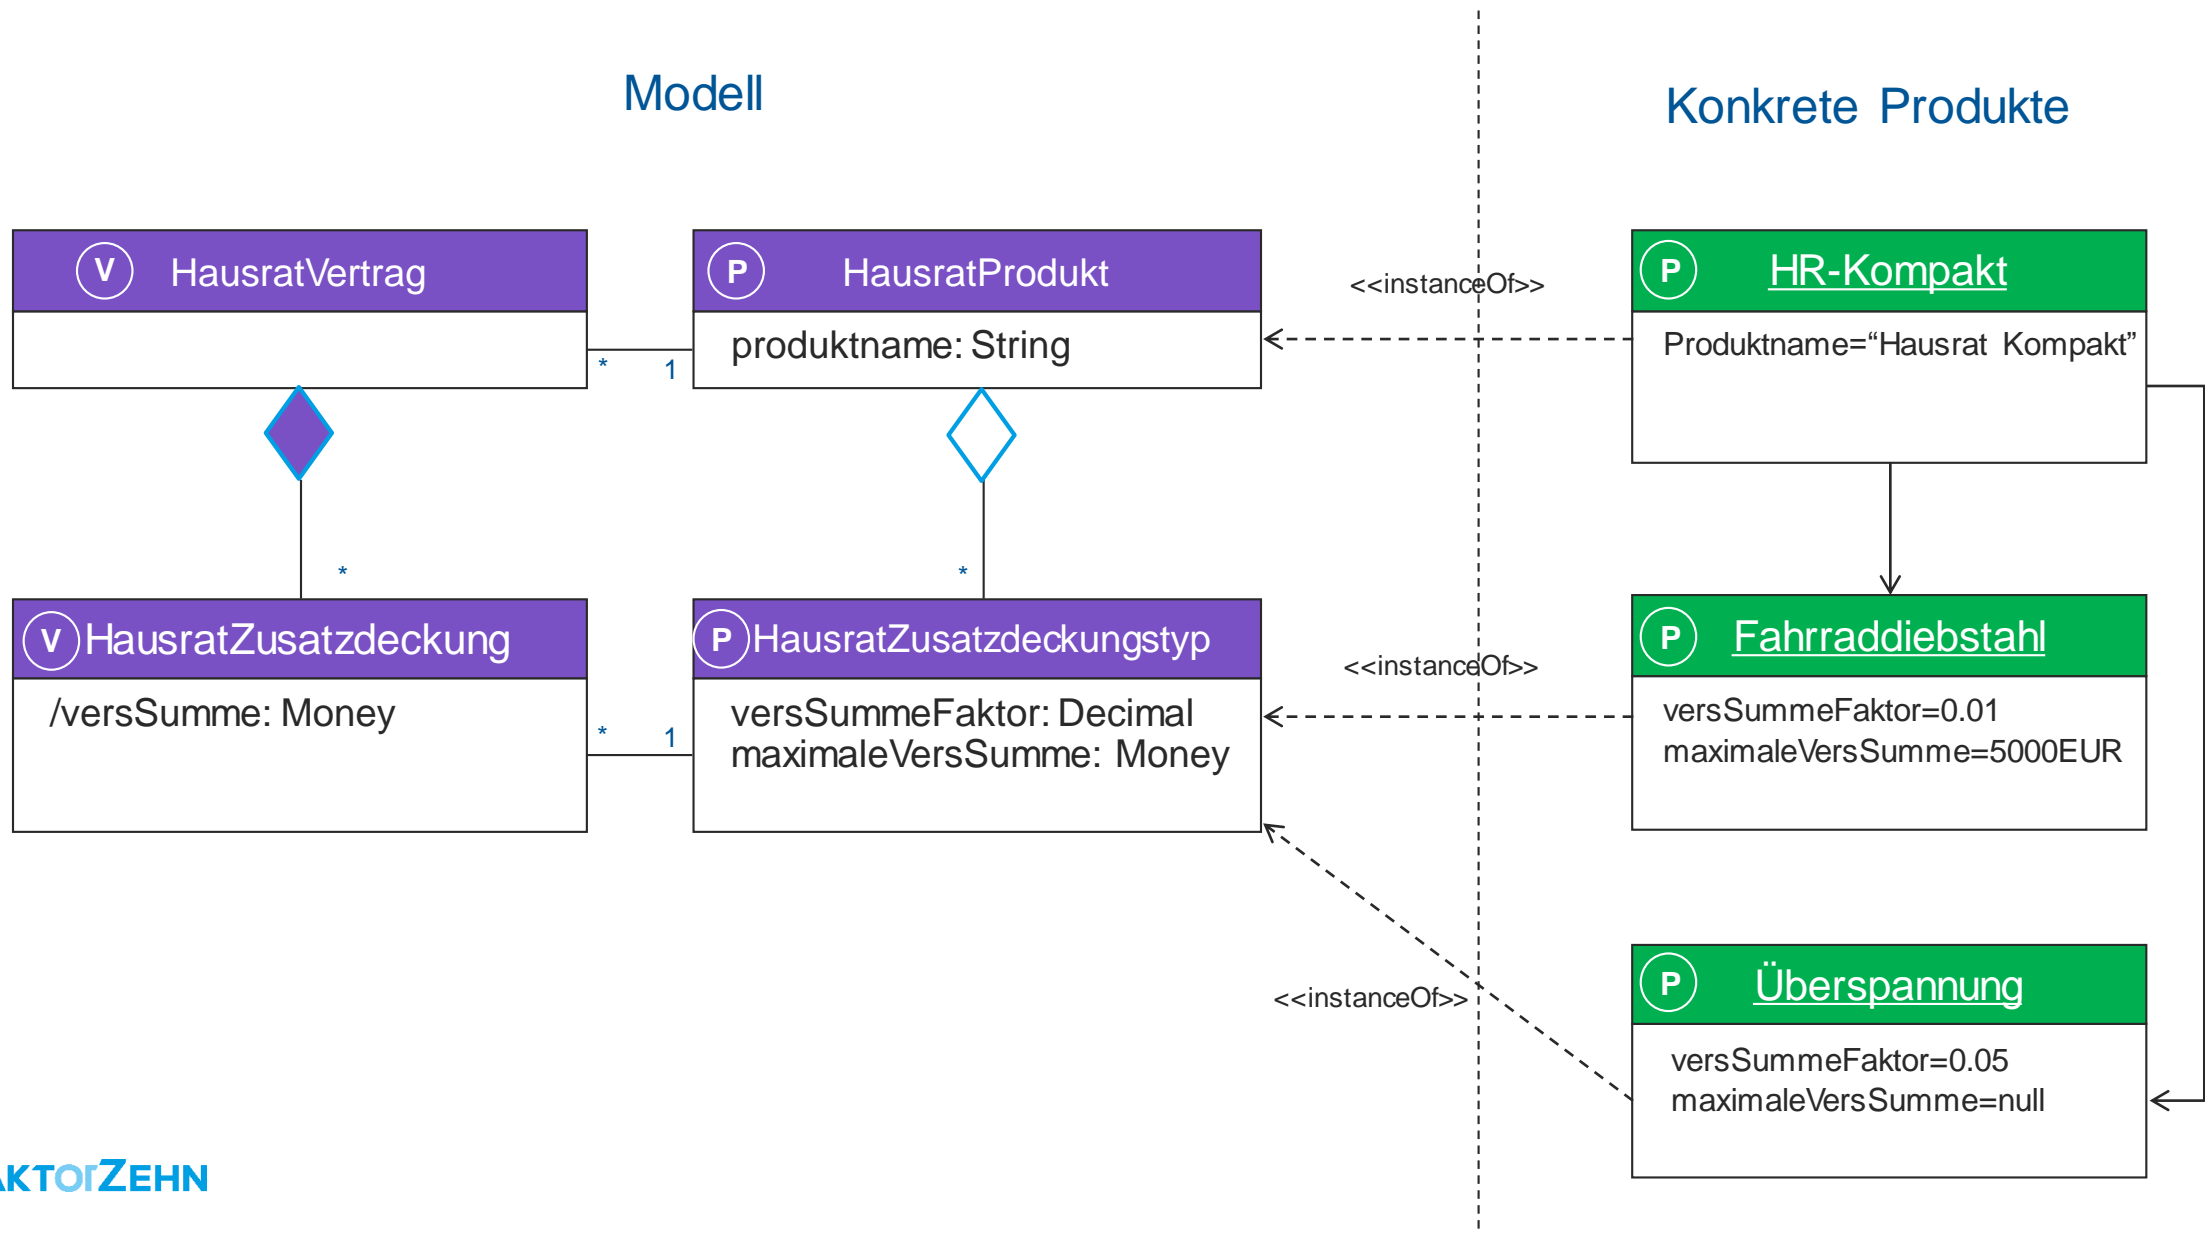 Modell
Konkrete Produkte
V HausratVertrag
P HausratProdukt
produktname: String
* 1
<<instanceOf>>
P HR-Kompakt
Produktname=“Hausrat Kompakt”
*
*
V HausratZusatzdeckung
/versSumme: Money
* 1
P HausratZusatzdeckungstyp
versSummeFaktor: Decimal
maximaleVersSumme: Money
<<instanceOf>>
P Fahrraddiebstahl
versSummeFaktor=0.01
maximaleVersSumme=5000EUR
<<instanceOf>>
P Überspannung
versSummeFaktor=0.05
maximaleVersSumme=null
AKTorZEHN